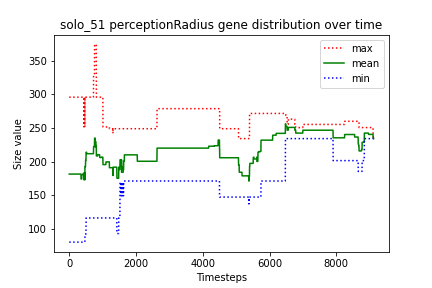 solo_51 perceptionRadius gene distribution over time
max
mean
min
Size value
350
300
250
200
150
100
0
2000
4000
6000
8000
Timesteps